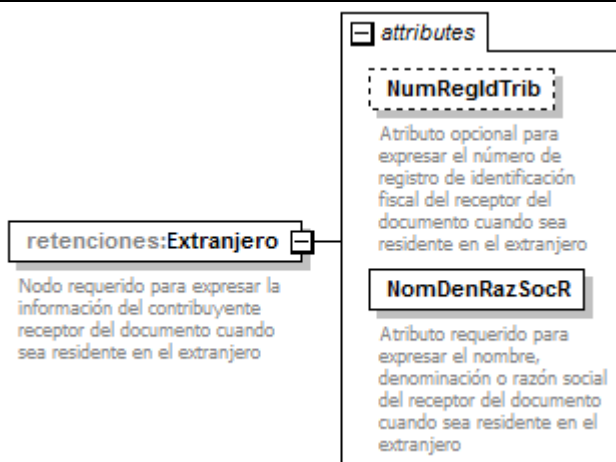 attributes
NumRegIdTrib
Atributo opcional para
expresar el número de
registro de identificación
fiscal del receptor del
documento cuando sea
residente en el extranjero
retenciones:Extranjero
Nodo requerido para expresar la
información del contribuyente
receptor del documento cuando
sea residente en el extranjero
NomDenRazSocR
Atributo requerido para
expresar el nombre,
denominación o razón social
del receptor del documento
cuando sea residente en el
extranjero